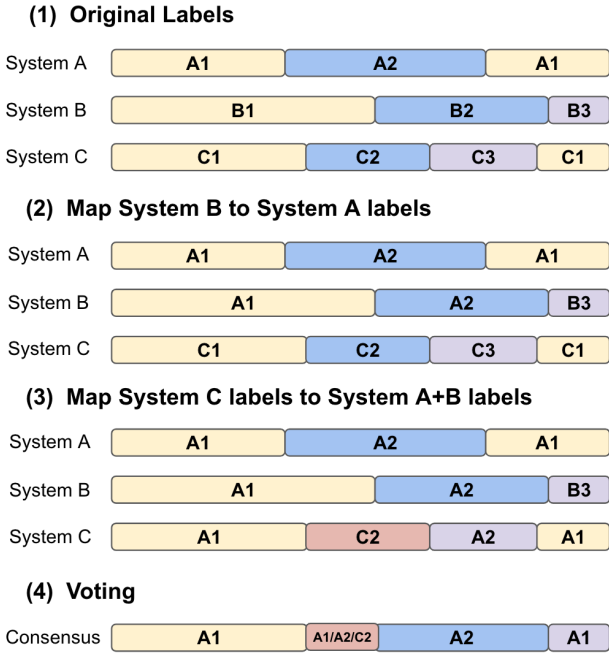 (1) Original Labels
System A A1 A2 A1
System B B1 B2 B3
System C C1 C2 C3 C1
(2) Map System B to System A labels
System A A1 A2 A1
System B A1 A2 B3
System C C1 C2 C3 C1
(3) Map System C labels to System A+B labels
System A A1 A2 A1
System B A1 A2 B3
System C A1 C2 A2 A1
(4) Voting
Consensus A1 A1/A2/C2 A2 A1